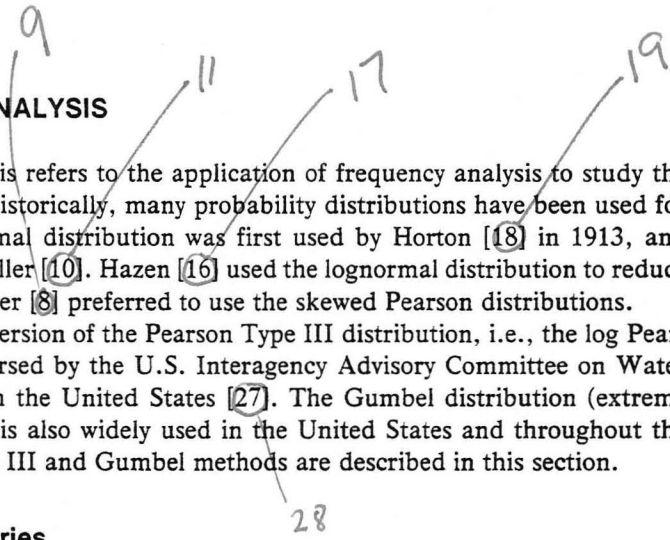 9
11
17
19
NALYSIS
is refers to the application of frequency analysis to study th
istorically, many probability distributions have been used fo
mal distribution was first used by Horton [18] in 1913, an
ller [10]. Hazen [16] used the lognormal distribution to reduc
er [8] preferred to use the skewed Pearson distributions.
ersion of the Pearson Type III distribution, i.e., the log Pear
rsed by the U.S. Interagency Advisory Committee on Wate
n the United States [27]. The Gumbel distribution (extrem
is also widely used in the United States and throughout th
III and Gumbel methods are described in this section.
28
ries